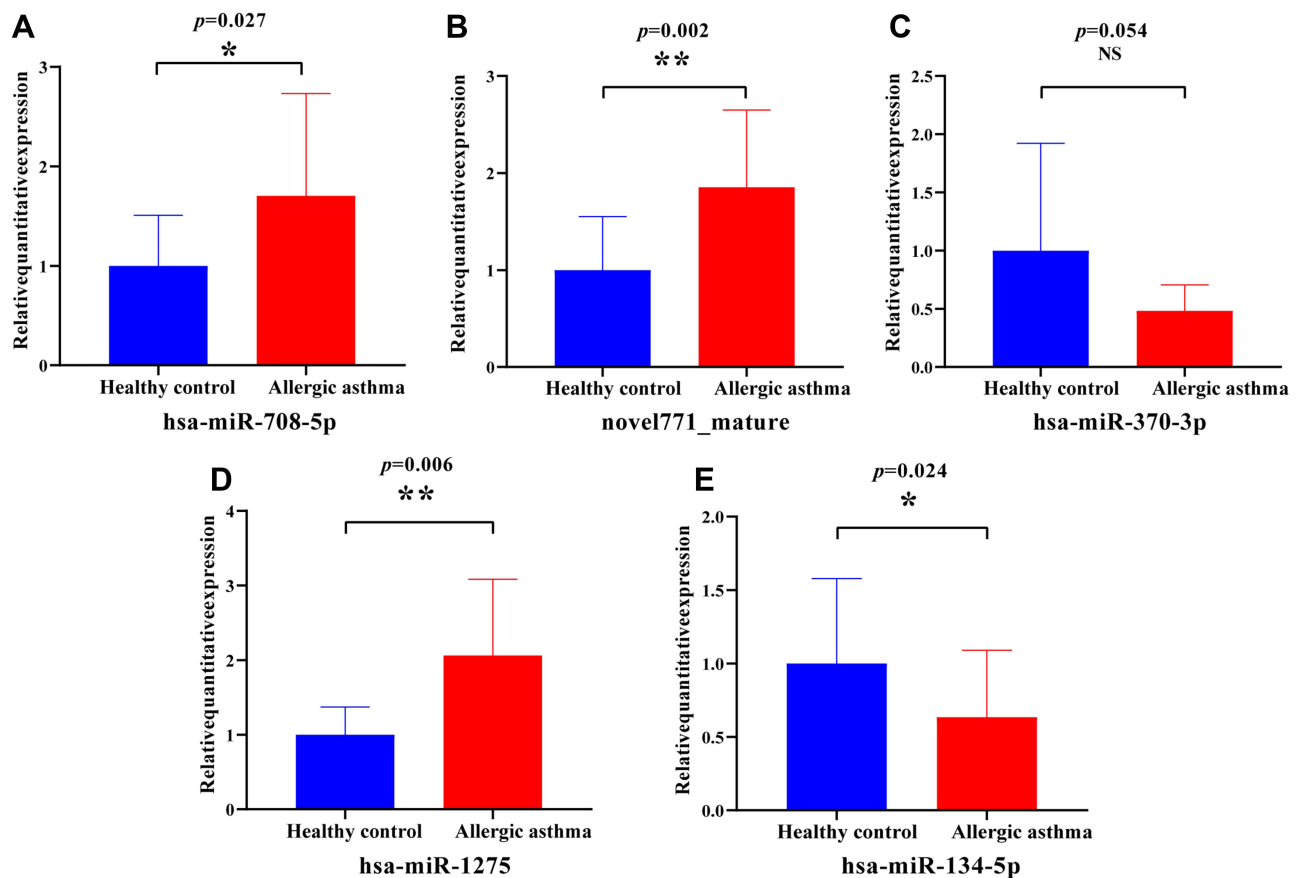 A
p=0.027
*
3
2
1
0
Relativequantitativeexpression
Healthy control
Allergic asthma
hsa-miR-708-5p
B
p=0.002
**
3
2
1
0
Relativequantitativeexpression
Healthy control
Allergic asthma
novel771_mature
C
p=0.054
NS
2.5
2.0
1.5
1.0
0.5
0.0
Relativequantitativeexpression
Healthy control
Allergic asthma
hsa-miR-370-3p
D
p=0.006
**
4
3
2
1
0
Relativequantitativeexpression
Healthy control
Allergic asthma
hsa-miR-1275
E
p=0.024
*
2.0
1.5
1.0
0.5
0.0
Relativequantitativeexpression
Healthy control
Allergic asthma
hsa-miR-134-5p